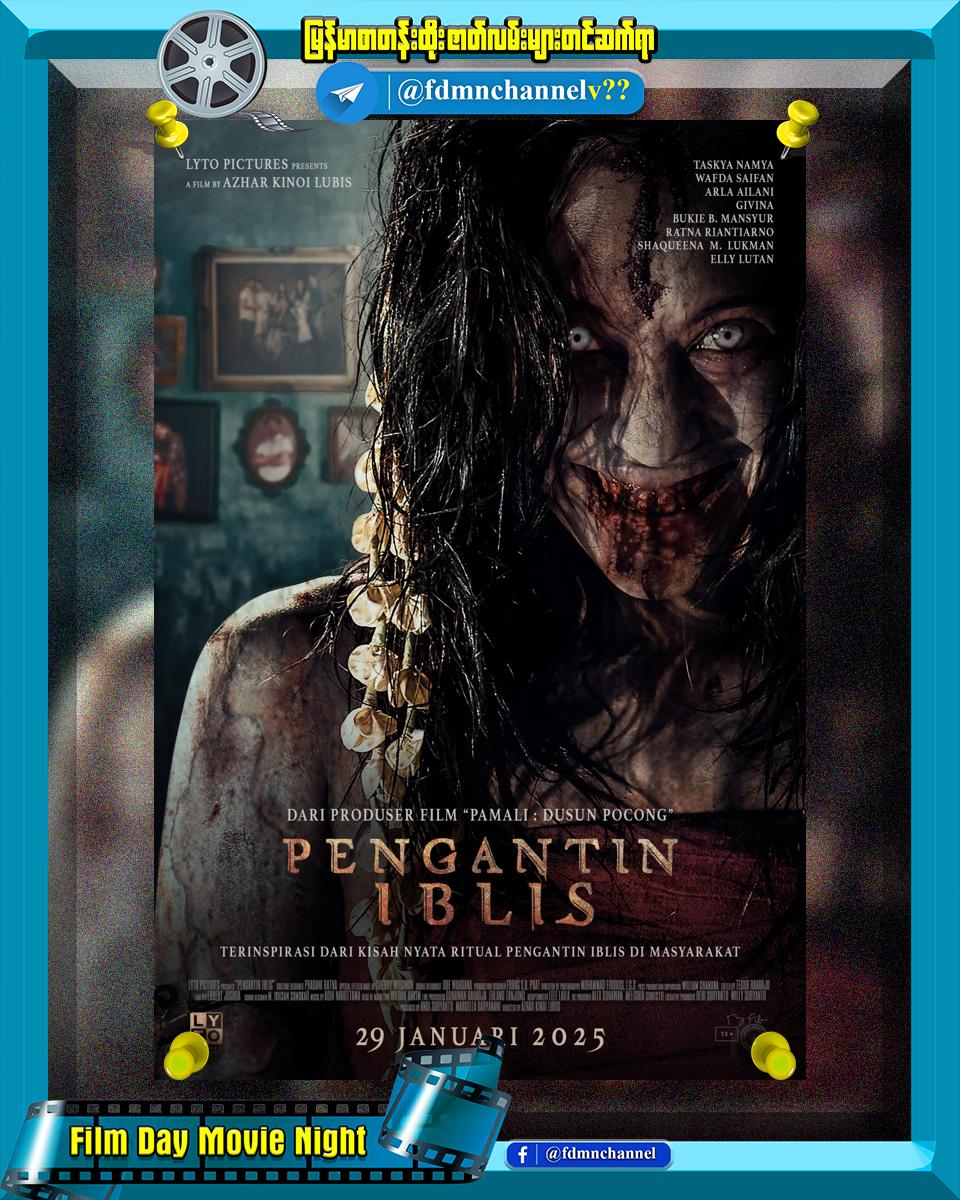 မြန်မာစာတန်းထိုးဇာတ်လမ်းများတင်ဆက်ရာ
@fdmnchannelv??
LYTO PICTURES PRESENTS
A FILM BY AZHAR KINOI LUBIS
TASKYA NAMYA
WAFDA SAIFAN
ARLA AILANI
GIVINA
BUKIE B. MANSYUR
RATNA RIANTIARNO
SHAQUEENA M. LUKMAN
ELLY LUTAN
DARI PRODUSER FILM “PAMALI : DUSUN POCONG”
PENGANTIN
IBLIS
TERINSPIRASI DARI KISAH NYATA RITUAL PENGANTIN IBLIS DI MASYARAKAT
LYTO
13+
29 JANUARI 2025
Film Day Movie Night
@fdmnchannel